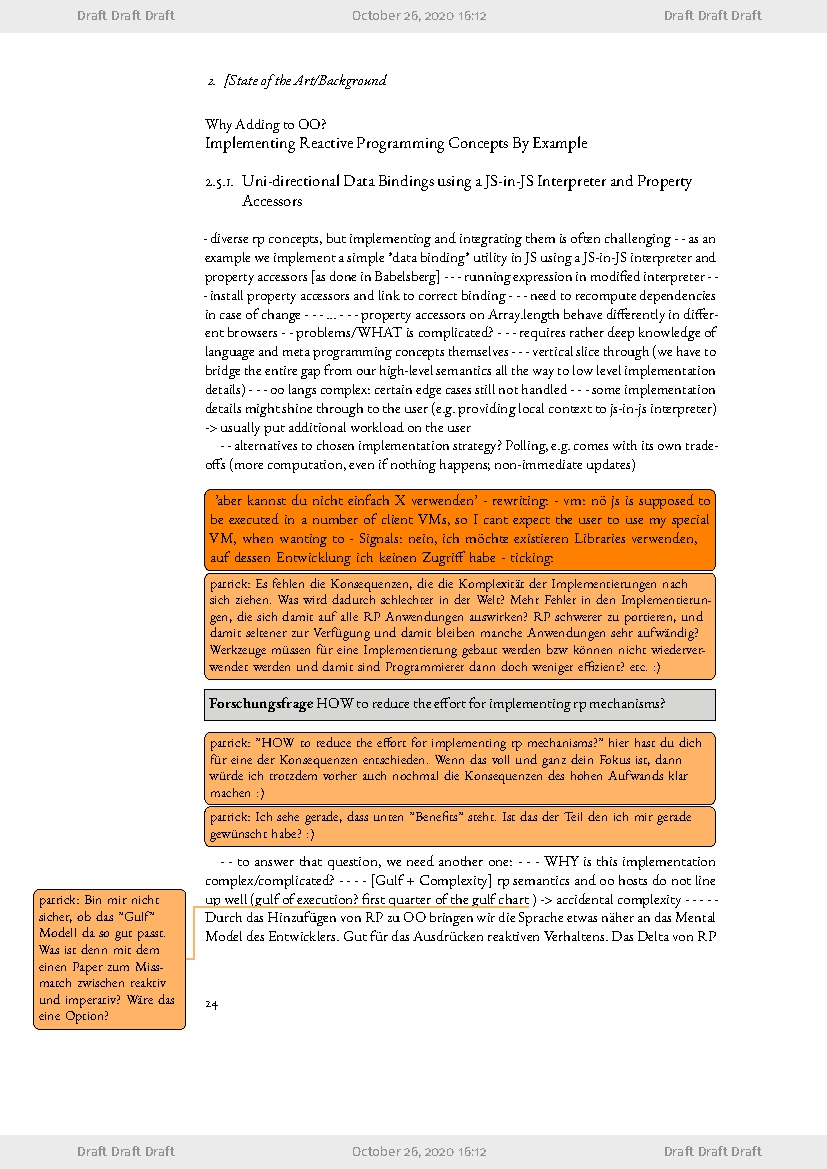 Draft Draft Draft October 26, 2020 16:12 Draft Draft Draft
2. [State of the Art/Background
Why Adding to OO?
Implementing Reactive Programming Concepts By Example
2.5.1. Uni-directional Data Bindings using a JS-in-JS Interpreter and Property
Accessors
- diverse rp concepts, but implementing and integrating them is often challenging - - as an
example we implement a simple *data binding* utility in JS using a JS-in-JS interpreter and
property accessors [as done in Babelsberg] - - - running expression in modified interpreter - -
- install property accessors and link to correct binding - - - need to recompute dependencies
in case of change - - - ... - - - property accessors on Array.length behave differently in differ-
ent browsers - - problems/WHAT is complicated? - - - requires rather deep knowledge of
language and meta programming concepts themselves - - - vertical slice through (we have to
bridge the entire gap from our high-level semantics all the way to low level implementation
details) - - - oo langs complex: certain edge cases still not handled - - - some implementation
details might shine through to the user (e.g. providing local context to js-in-js interpreter)
-> usually put additional workload on the user
- - alternatives to chosen implementation strategy? Polling, e.g. comes with its own trade-
offs (more computation, even if nothing happens; non-immediate updates)
'aber kannst du nicht einfach X verwenden' - rewriting: - vm: nö js is supposed to
be executed in a number of client VMs, so I cant expect the user to use my special
VM, when wanting to - Signals: nein, ich möchte existieren Libraries verwenden,
auf dessen Entwicklung ich keinen Zugriff habe - ticking:
patrick: Es fehlen die Konsequenzen, die die Komplexität der Implementierungen nach
sich ziehen. Was wird dadurch schlechter in der Welt? Mehr Fehler in den Implementierun-
gen, die sich damit auf alle RP Anwendungen auswirken? RP schwerer zu portieren, und
damit seltener zur Verfügung und damit bleiben manche Anwendungen sehr aufwändig?
Werkzeuge müssen für eine Implementierung gebaut werden bzw können nicht wiederver-
wendet werden und damit sind Programmierer dann doch weniger effizient? etc. :)
Forschungsfrage HOW to reduce the effort for implementing rp mechanisms?
patrick: "HOW to reduce the effort for implementing rp mechanisms?" hier hast du dich
für eine der Konsequenzen entschieden. Wenn das voll und ganz dein Fokus ist, dann
würde ich trotzdem vorher auch nochmal die Konsequenzen des hohen Aufwands klar
machen :)
patrick: Ich sehe gerade, dass unten "Benefits" steht. Ist das der Teil den ich mir gerade
gewünscht habe? :)
- - to answer that question, we need another one: - - - WHY is this implementation
complex/complicated? - - - - [Gulf + Complexity] rp semantics and oo hosts do not line
up well (gulf of execution? first quarter of the gulf chart ) -> accidental complexity - - - - -
Durch das Hinzufügen von RP zu OO bringen wir die Sprache etwas näher an das Mental
Model des Entwicklers. Gut für das Ausdrücken reaktiven Verhaltens. Das Delta von RP
patrick: Bin mir nicht
sicher, ob das "Gulf"
Modell da so gut passt.
Was ist denn mit dem
einen Paper zum Miss-
match zwischen reaktiv
und imperativ? Wäre das
eine Option?
24
Draft Draft Draft October 26, 2020 16:12 Draft Draft Draft